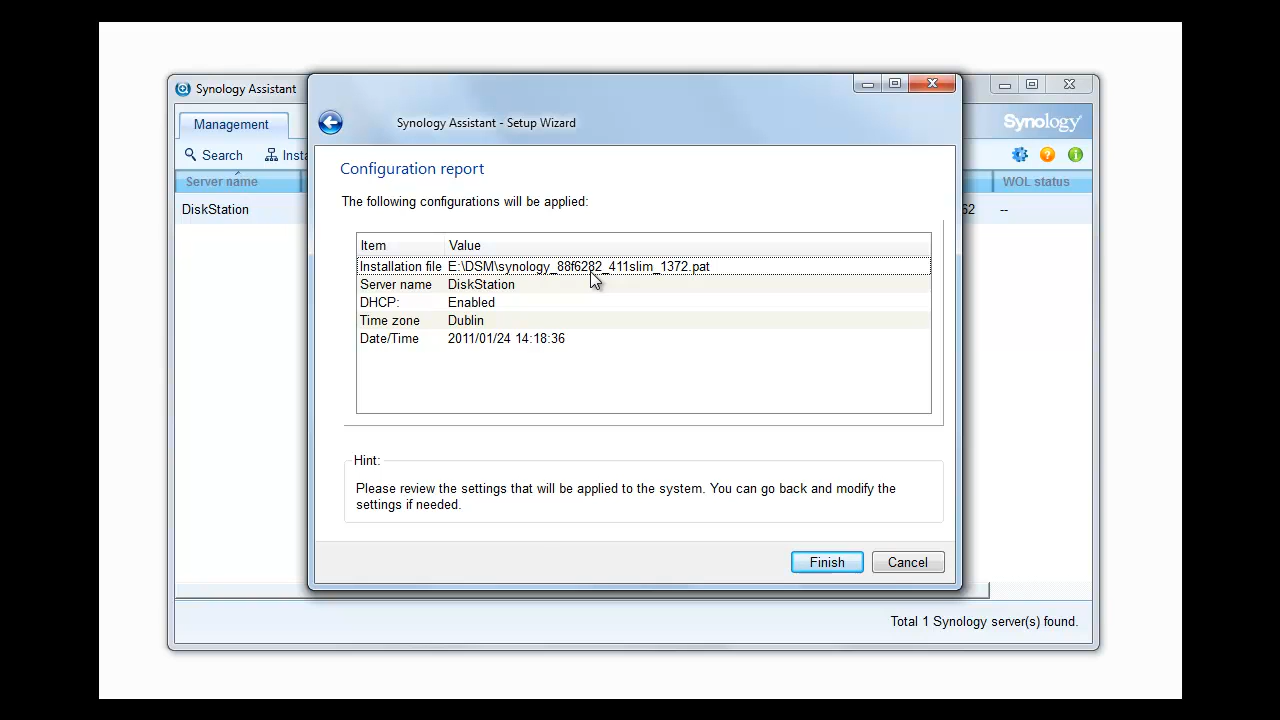 Synology Assistant
Synology Assistant - Setup Wizard
Management
Synology
Search
Insta
Server name
WOL status
DiskStation
62
--
Configuration report
The following configurations will be applied:
Item Value
Installation file E:\DSM\synology_88f6282_411slim_1372.pat
Server name DiskStation
DHCP: Enabled
Time zone Dublin
Date/Time 2011/01/24 14:18:36
Hint:
Please review the settings that will be applied to the system. You can go back and modify the
settings if needed.
Finish Cancel
Total 1 Synology server(s) found.